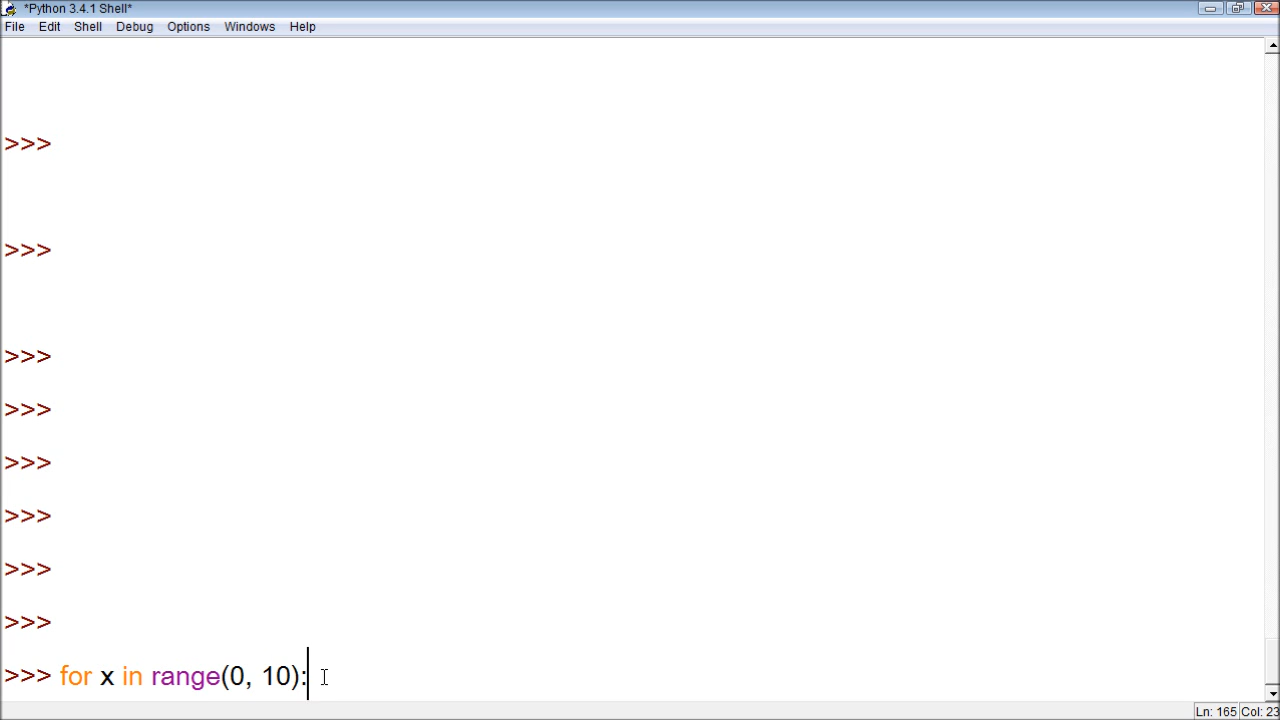 *Python 3.4.1 Shell*
File Edit Shell Debug Options Windows Help
>>>
>>>
>>>
>>>
>>>
>>>
>>>
>>>
>>> for x in range(0, 10):
Ln: 165 Col: 23